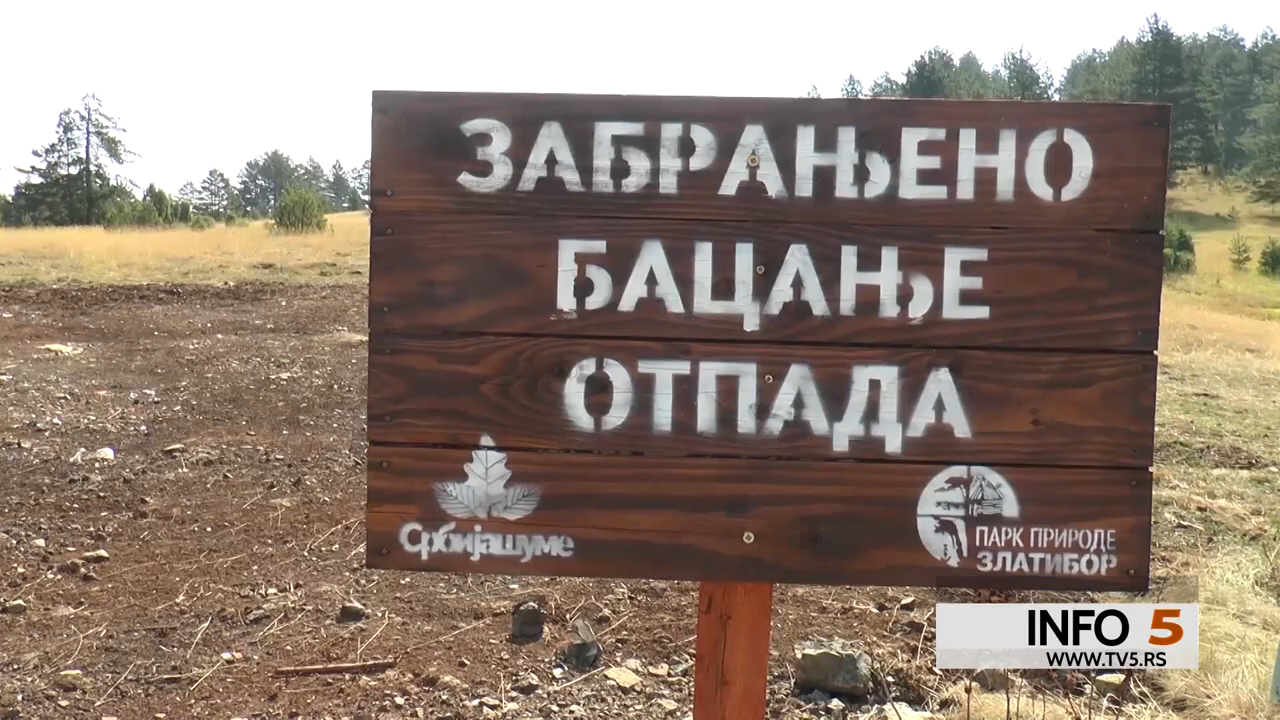 ЗАБРАЊЕНО
БАЦАЊЕ
ОТПАДА
Србијашуме
ПАРК ПРИРОДЕ
ЗЛАТИБОР
INFO 5
WWW.TV5.RS